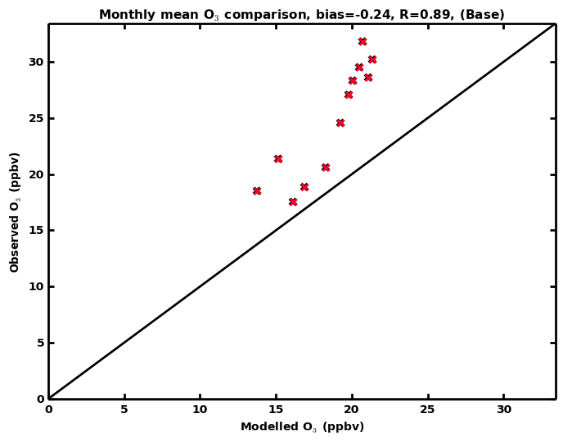 Monthly mean O₃ comparison, bias=-0.24, R=0.89, (Base)
30
25
20
15
10
5
0
Observed O₃ (ppbv)
0 5 10 15 20 25 30
Modelled O₃ (ppbv)